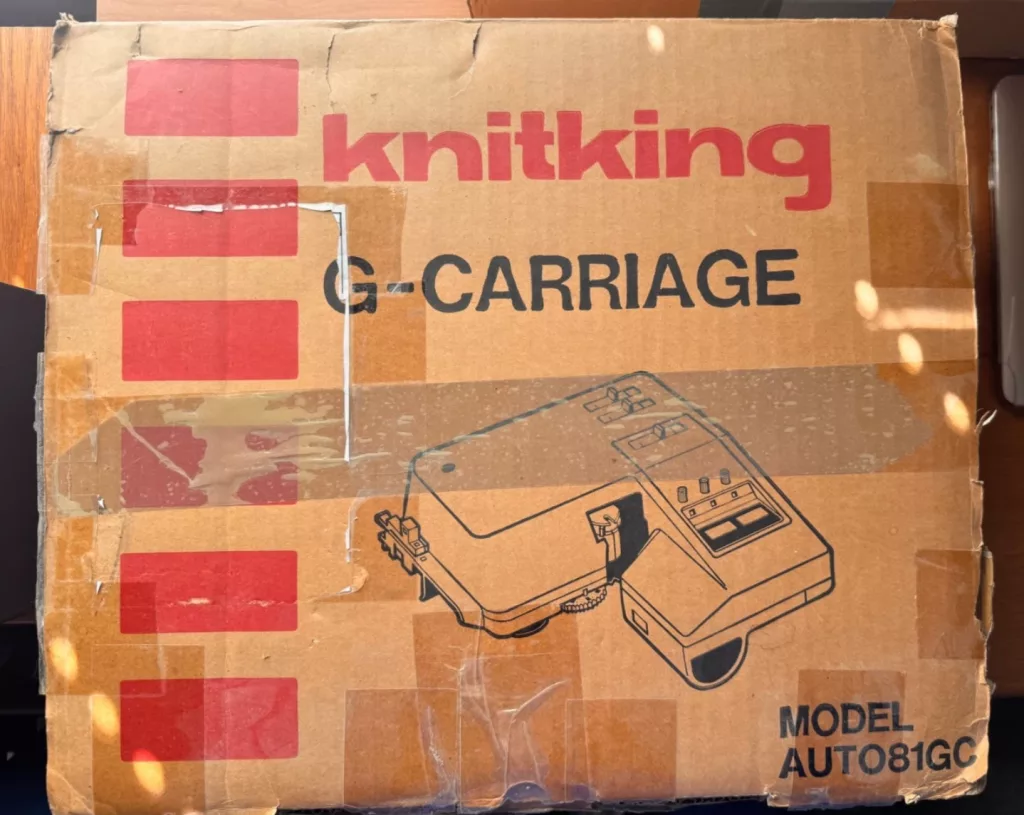 knitking
G-CARRIAGE
MODEL
AUTO81GC